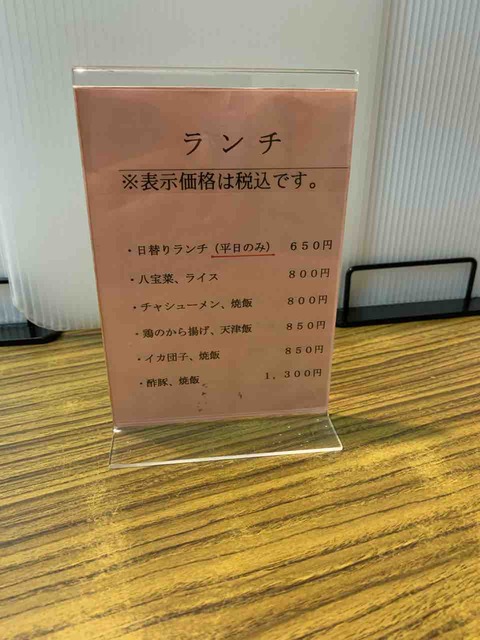 ランチ
※表示価格は税込です。
・日替りランチ（平日のみ） 650円
・八宝菜、ライス 800円
・チャシューメン、焼飯 800円
・鶏のから揚げ、天津飯 850円
・イカ団子、焼飯 850円
・酢豚、焼飯 1，300円